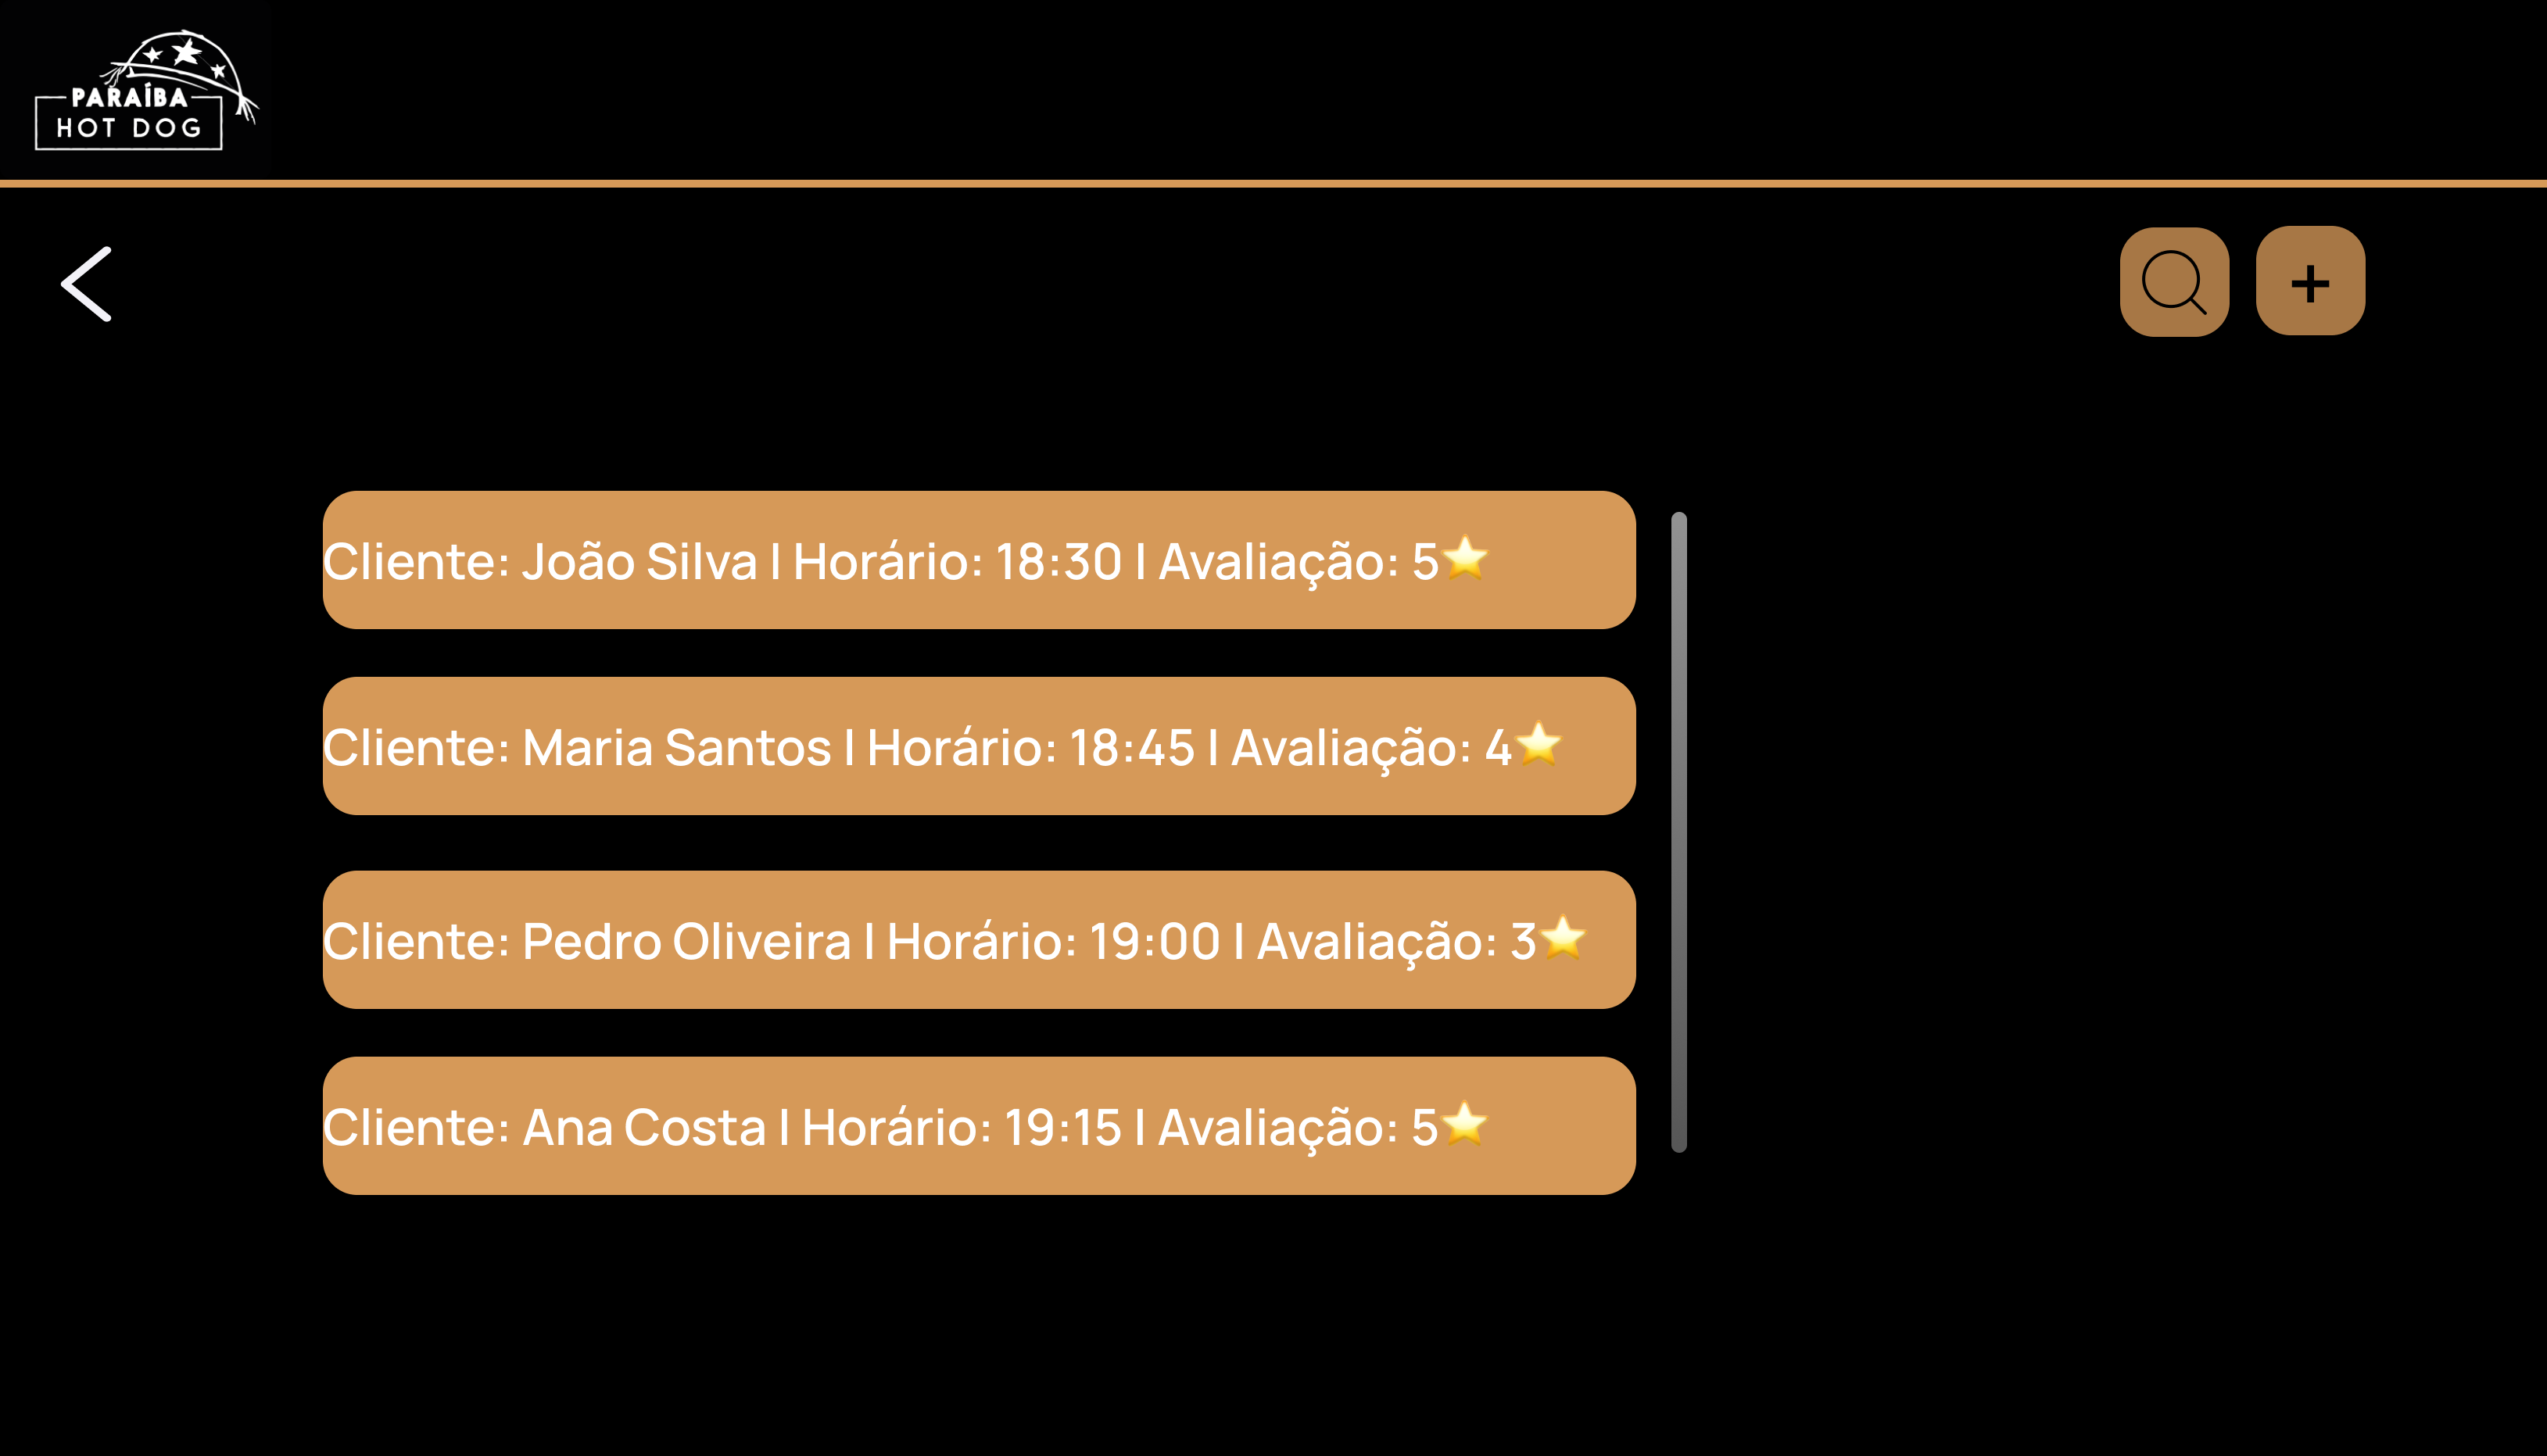 PARAÍBA
HOT DOG
+
Cliente: João Silva | Horário: 18:30 | Avaliação: 5⭐
Cliente: Maria Santos | Horário: 18:45 | Avaliação: 4⭐
Cliente: Pedro Oliveira | Horário: 19:00 | Avaliação: 3⭐
Cliente: Ana Costa | Horário: 19:15 | Avaliação: 5⭐